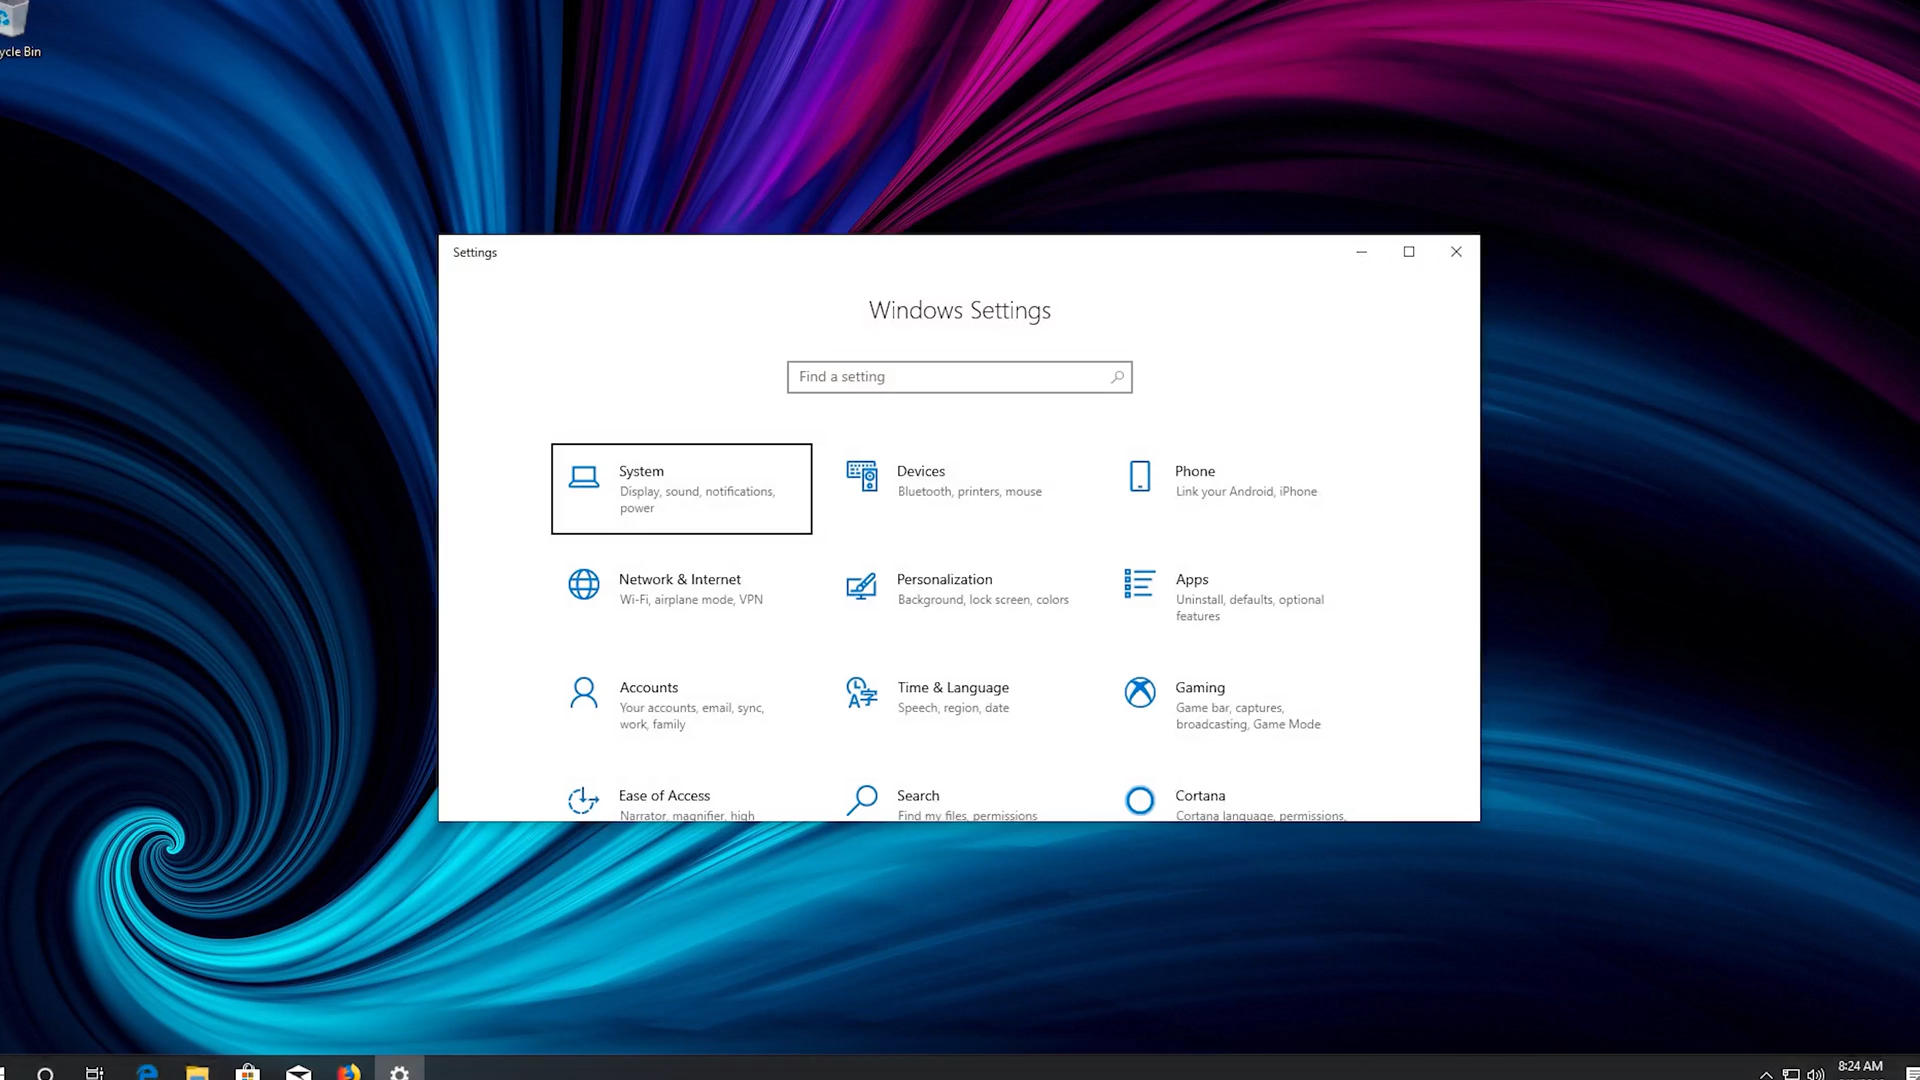 ycle Bin
Settings
Windows Settings
Find a setting
System
Display, sound, notifications,
power
Devices
Bluetooth, printers, mouse
Phone
Link your Android, iPhone
Network & Internet
Wi-Fi, airplane mode, VPN
Personalization
Background, lock screen, colors
Apps
Uninstall, defaults, optional
features
Accounts
Your accounts, email, sync,
work, family
Time & Language
Speech, region, date
Gaming
Game bar, captures,
broadcasting, Game Mode
Ease of Access
Narrator, magnifier, high
Search
Find my files, permissions
Cortana
Cortana language, permissions,
8:24 AM